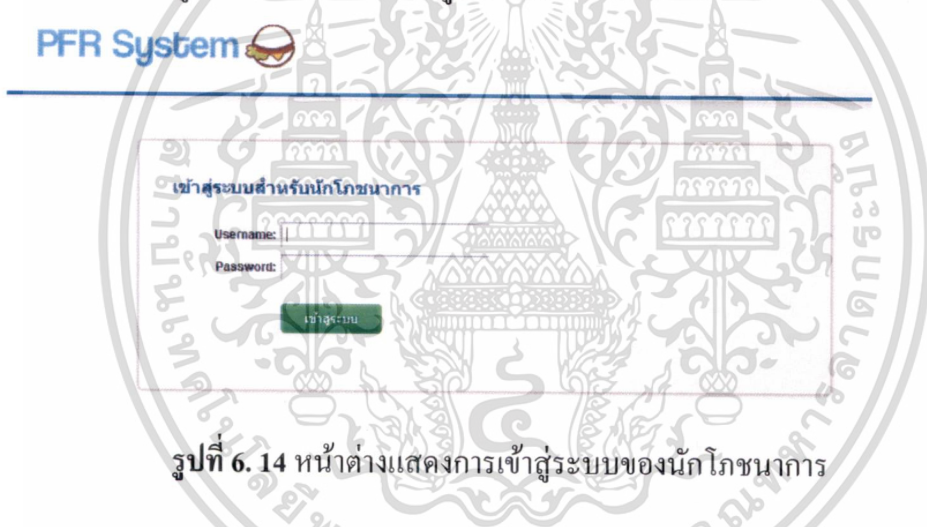 PFR System
เข้าสู่ระบบสำหรับนักโภชนาการ
Username:
Password:
เข้าสู่ระบบ
รูปที่ 6. 14 หน้าต่างแสดงการเข้าสู่ระบบของนักโภชนาการ